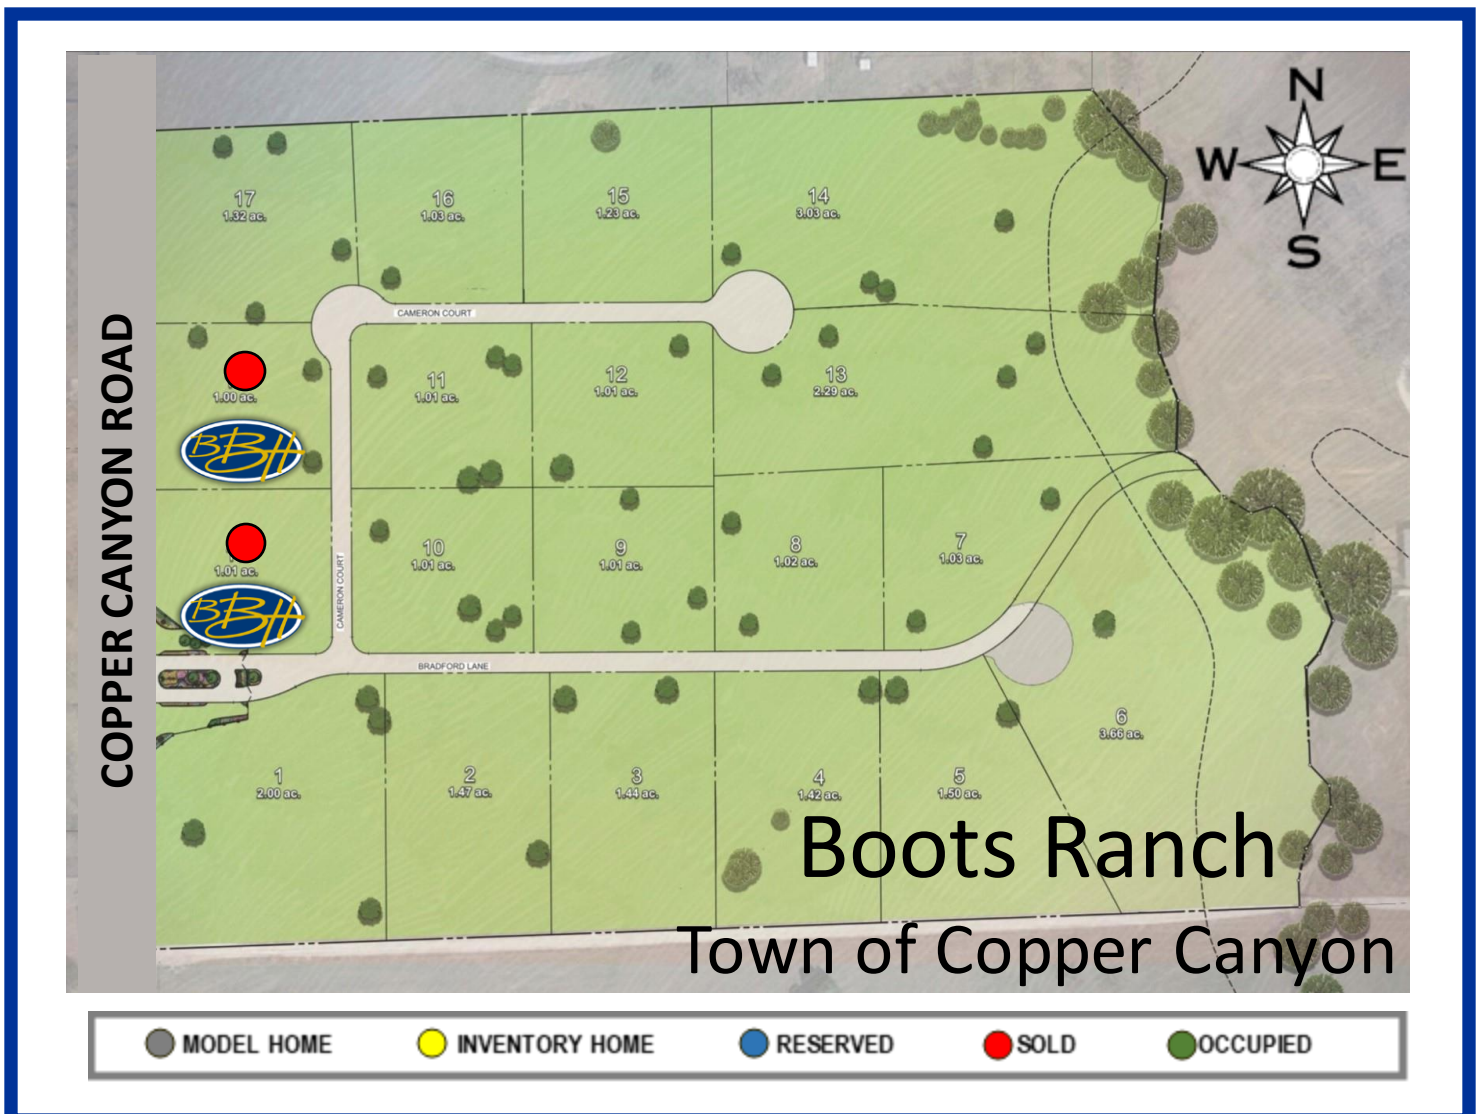 N
W E
S
17
1.32 ac.
16
1.03 ac.
15
1.23 ac.
14
3.03 ac.
CAMERON COURT
1.00 ac.
BBH
11
1.01 ac.
12
1.01 ac.
13
2.29 ac.
COPPER CANYON ROAD
1.01 ac.
BBH
CAMERON COURT
10
1.01 ac.
9
1.01 ac.
8
1.02 ac.
7
1.03 ac.
BRADFORD LANE
6
3.66 ac.
1
2.00 ac.
2
1.47 ac.
3
1.44 ac.
4
1.42 ac.
5
1.50 ac.
Boots Ranch
Town of Copper Canyon
MODEL HOME INVENTORY HOME RESERVED SOLD OCCUPIED